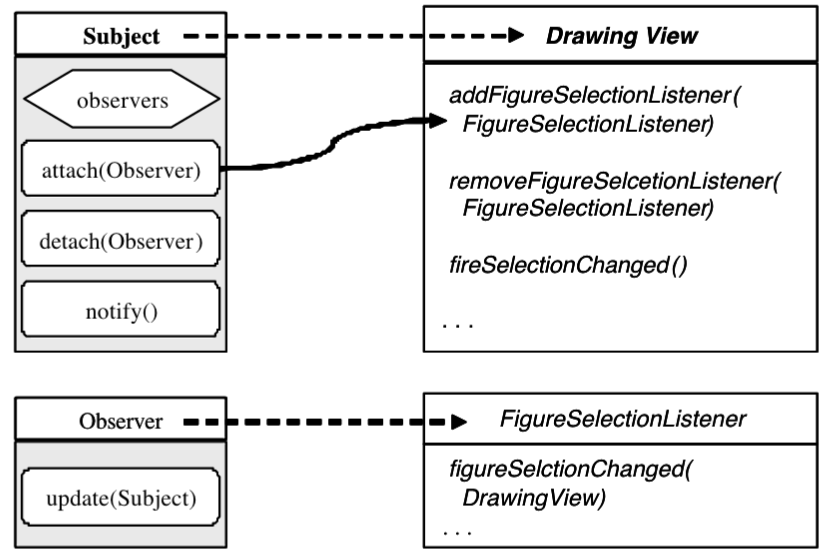 Subject
observers
attach(Observer)
detach(Observer)
notify()
Drawing View
addFigureSelectionListener(
FigureSelectionListener)
removeFigureSelcetionListener(
FigureSelectionListener)
fireSelectionChanged()
. . .
Observer
update(Subject)
FigureSelectionListener
figureSelctionChanged(
DrawingView)
. . .